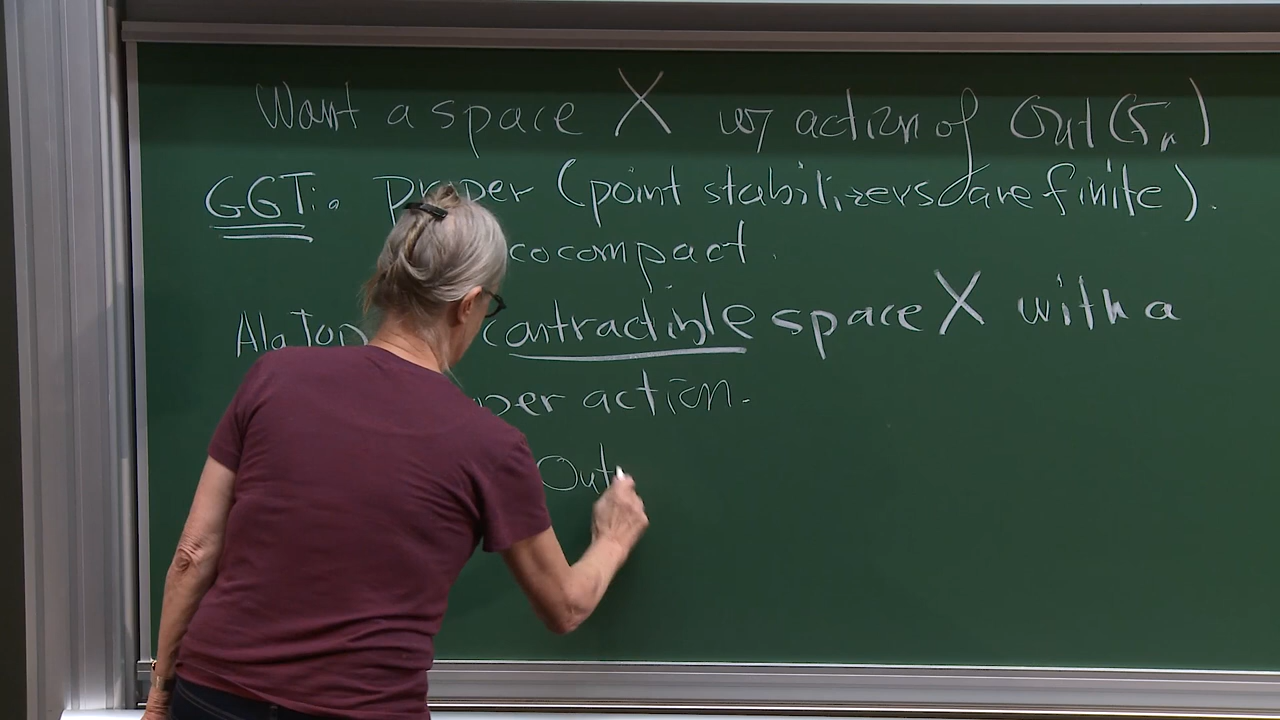 Want a space X w/ action of Out(Fn)
GGT: proper (point stabilizers are finite).
cocompact.
AlgTop contractible space X with a
per action.
Out